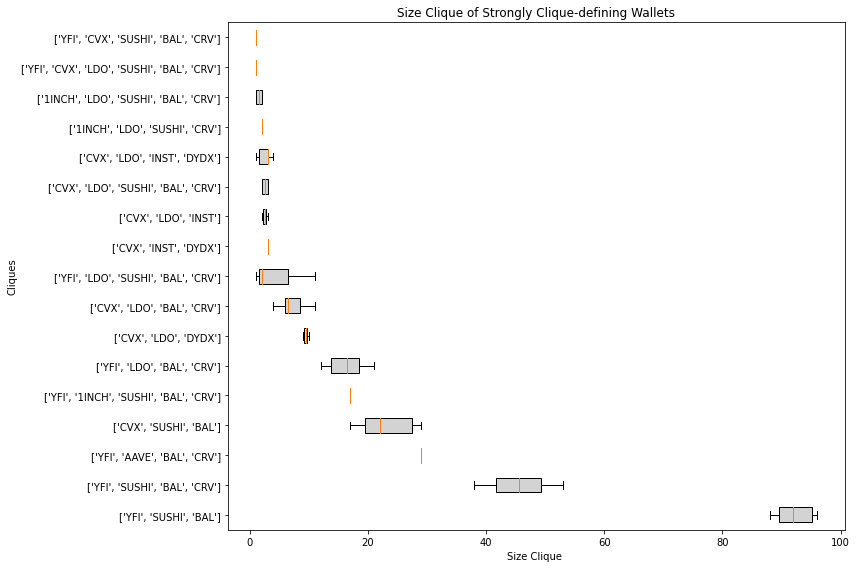 Size Clique of Strongly Clique-defining Wallets
['YFI', 'CVX', 'SUSHI', 'BAL', 'CRV']
['YFI', 'CVX', 'LDO', 'SUSHI', 'BAL', 'CRV']
['1INCH', 'LDO', 'SUSHI', 'BAL', 'CRV']
['1INCH', 'LDO', 'SUSHI', 'CRV']
['CVX', 'LDO', 'INST', 'DYDX']
['CVX', 'LDO', 'SUSHI', 'BAL', 'CRV']
['CVX', 'LDO', 'INST']
['CVX', 'INST', 'DYDX']
['YFI', 'LDO', 'SUSHI', 'BAL', 'CRV']
['CVX', 'LDO', 'BAL', 'CRV']
['CVX', 'LDO', 'DYDX']
['YFI', 'LDO', 'BAL', 'CRV']
['YFI', '1INCH', 'SUSHI', 'BAL', 'CRV']
['CVX', 'SUSHI', 'BAL']
['YFI', 'AAVE', 'BAL', 'CRV']
['YFI', 'SUSHI', 'BAL', 'CRV']
['YFI', 'SUSHI', 'BAL']
Cliques
0 20 40 60 80 100
Size Clique